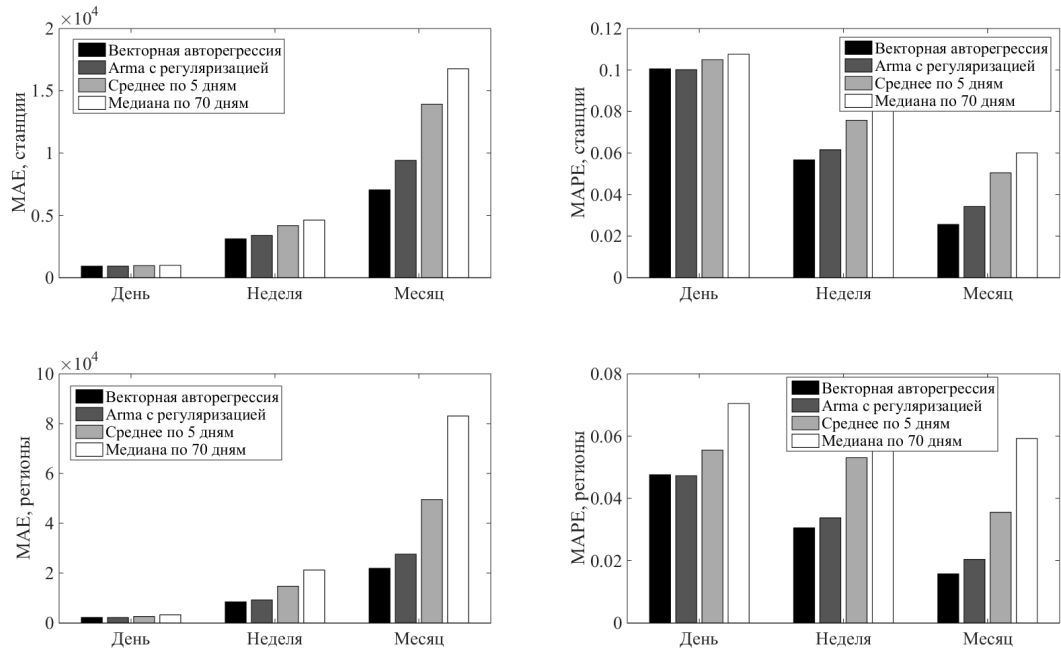 ×10⁴
2
1.5
1
0.5
0
MAE, станции
Векторная авторегрессия
Arma с регуляризацией
Среднее по 5 дням
Медиана по 70 дням
День Неделя Месяц
0.12
0.1
0.08
0.06
0.04
0.02
0
MAPE, станции
Векторная авторегрессия
Arma с регуляризацией
Среднее по 5 дням
Медиана по 70 дням
День Неделя Месяц
×10⁴
10
8
6
4
2
0
MAE, регионы
Векторная авторегрессия
Arma с регуляризацией
Среднее по 5 дням
Медиана по 70 дням
День Неделя Месяц
0.08
0.06
0.04
0.02
0
MAPE, регионы
Векторная авторегрессия
Arma с регуляризацией
Среднее по 5 дням
Медиана по 70 дням
День Неделя Месяц